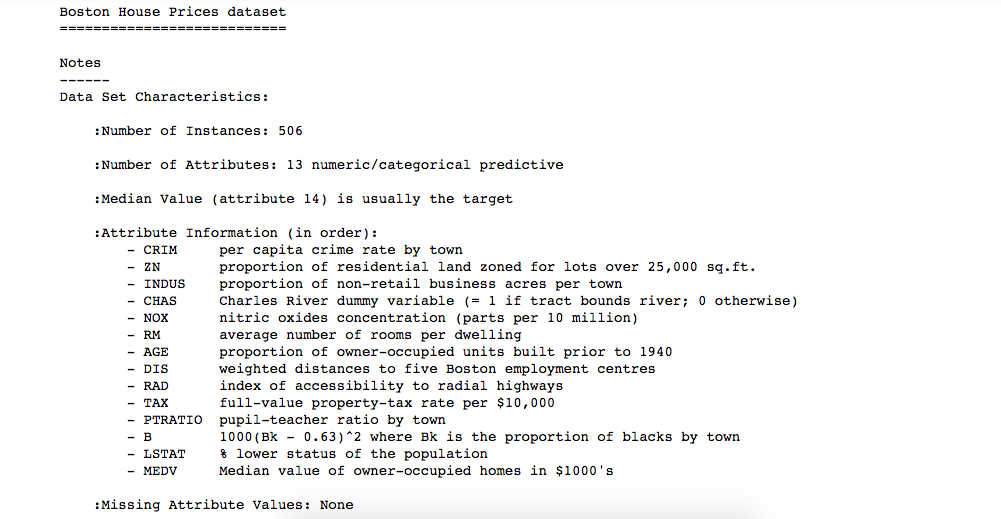 Boston House Prices dataset
===========================
Notes
------
Data Set Characteristics:
:Number of Instances: 506
:Number of Attributes: 13 numeric/categorical predictive
:Median Value (attribute 14) is usually the target
:Attribute Information (in order):
- CRIM     per capita crime rate by town
- ZN       proportion of residential land zoned for lots over 25,000 sq.ft.
- INDUS    proportion of non-retail business acres per town
- CHAS     Charles River dummy variable (= 1 if tract bounds river; 0 otherwise)
- NOX      nitric oxides concentration (parts per 10 million)
- RM       average number of rooms per dwelling
- AGE      proportion of owner-occupied units built prior to 1940
- DIS      weighted distances to five Boston employment centres
- RAD      index of accessibility to radial highways
- TAX      full-value property-tax rate per $10,000
- PTRATIO  pupil-teacher ratio by town
- B        1000(Bk - 0.63)^2 where Bk is the proportion of blacks by town
- LSTAT    % lower status of the population
- MEDV     Median value of owner-occupied homes in $1000's
:Missing Attribute Values: None